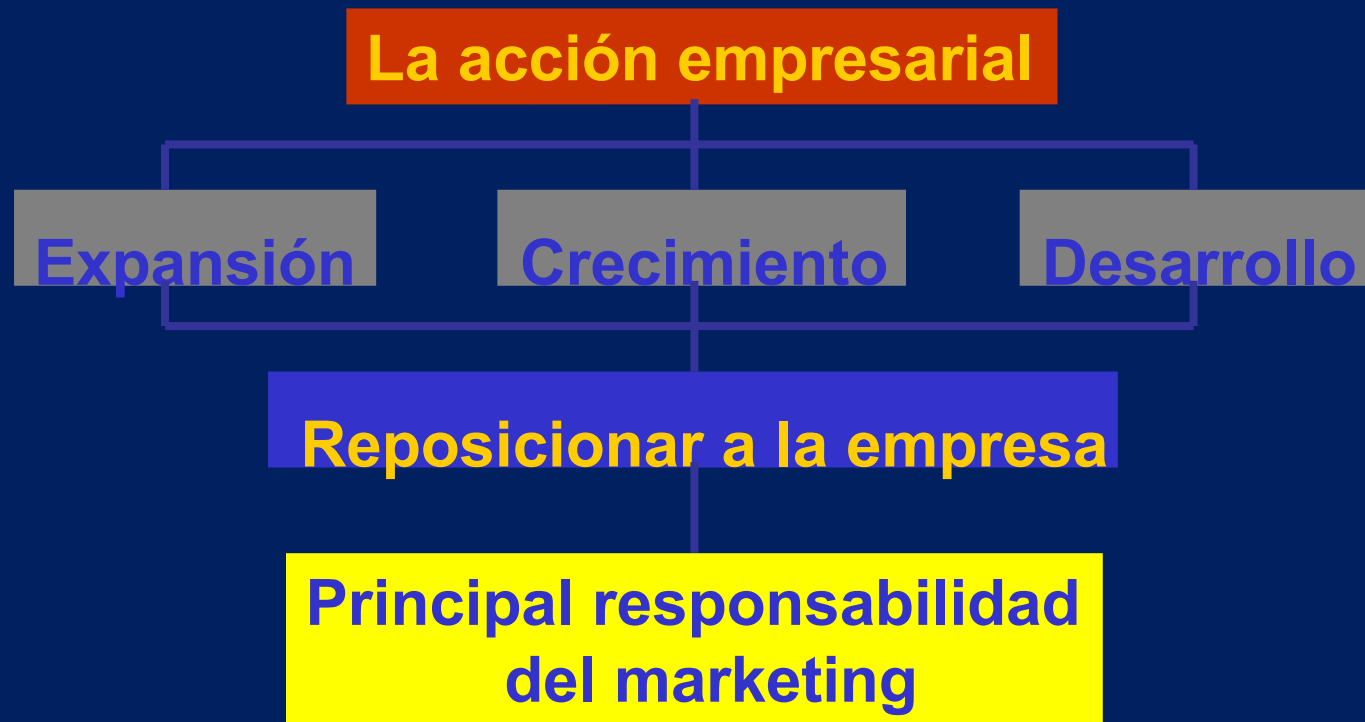 La acción empresarial
Expansión Crecimiento Desarrollo
Reposicionar a la empresa
Principal responsabilidad
del marketing